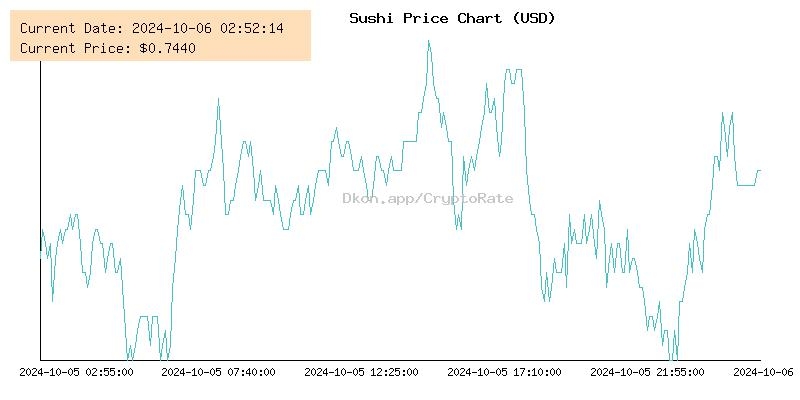 Sushi Price Chart (USD)
Current Date: 2024-10-06 02:52:14
Current Price: $0.7440
Dkon.app/CryptoRate
2024-10-05 02:55:00
2024-10-05 07:40:00
2024-10-05 12:25:00
2024-10-05 17:10:00
2024-10-05 21:55:00
2024-10-06